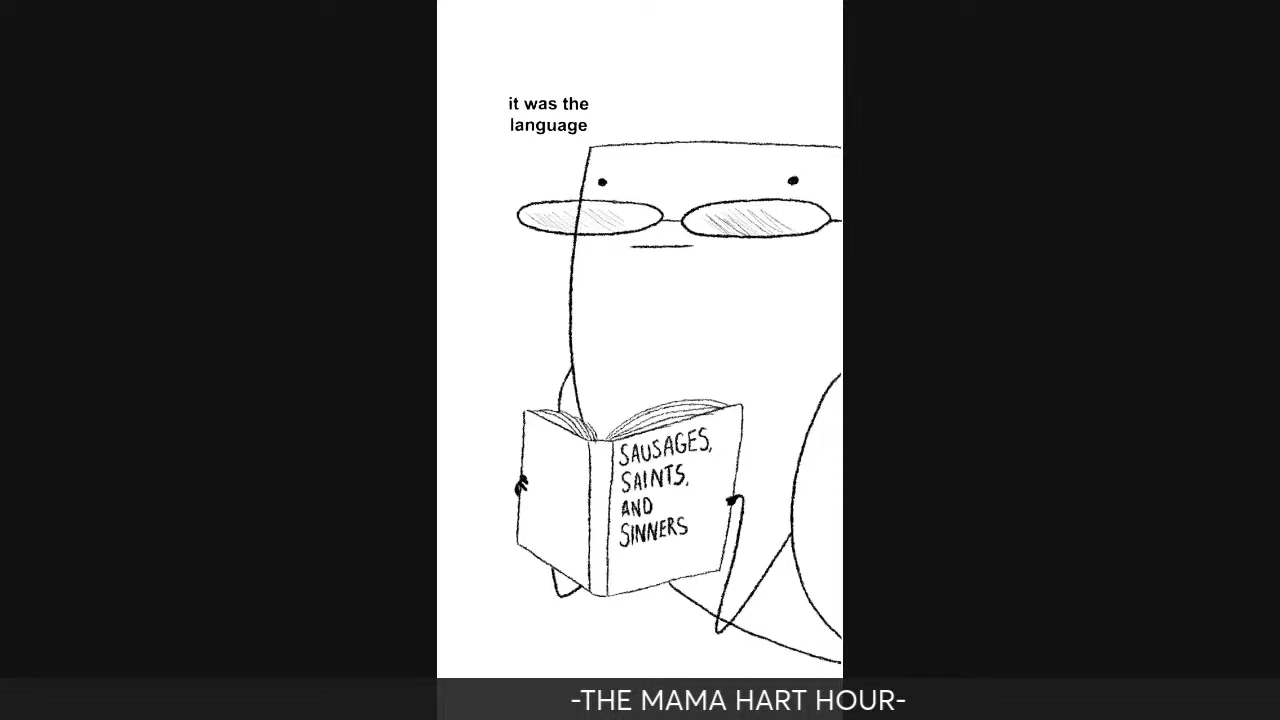 it was the
language
SAUSAGES,
SAINTS,
AND
SINNERS
-THE MAMA HART HOUR-